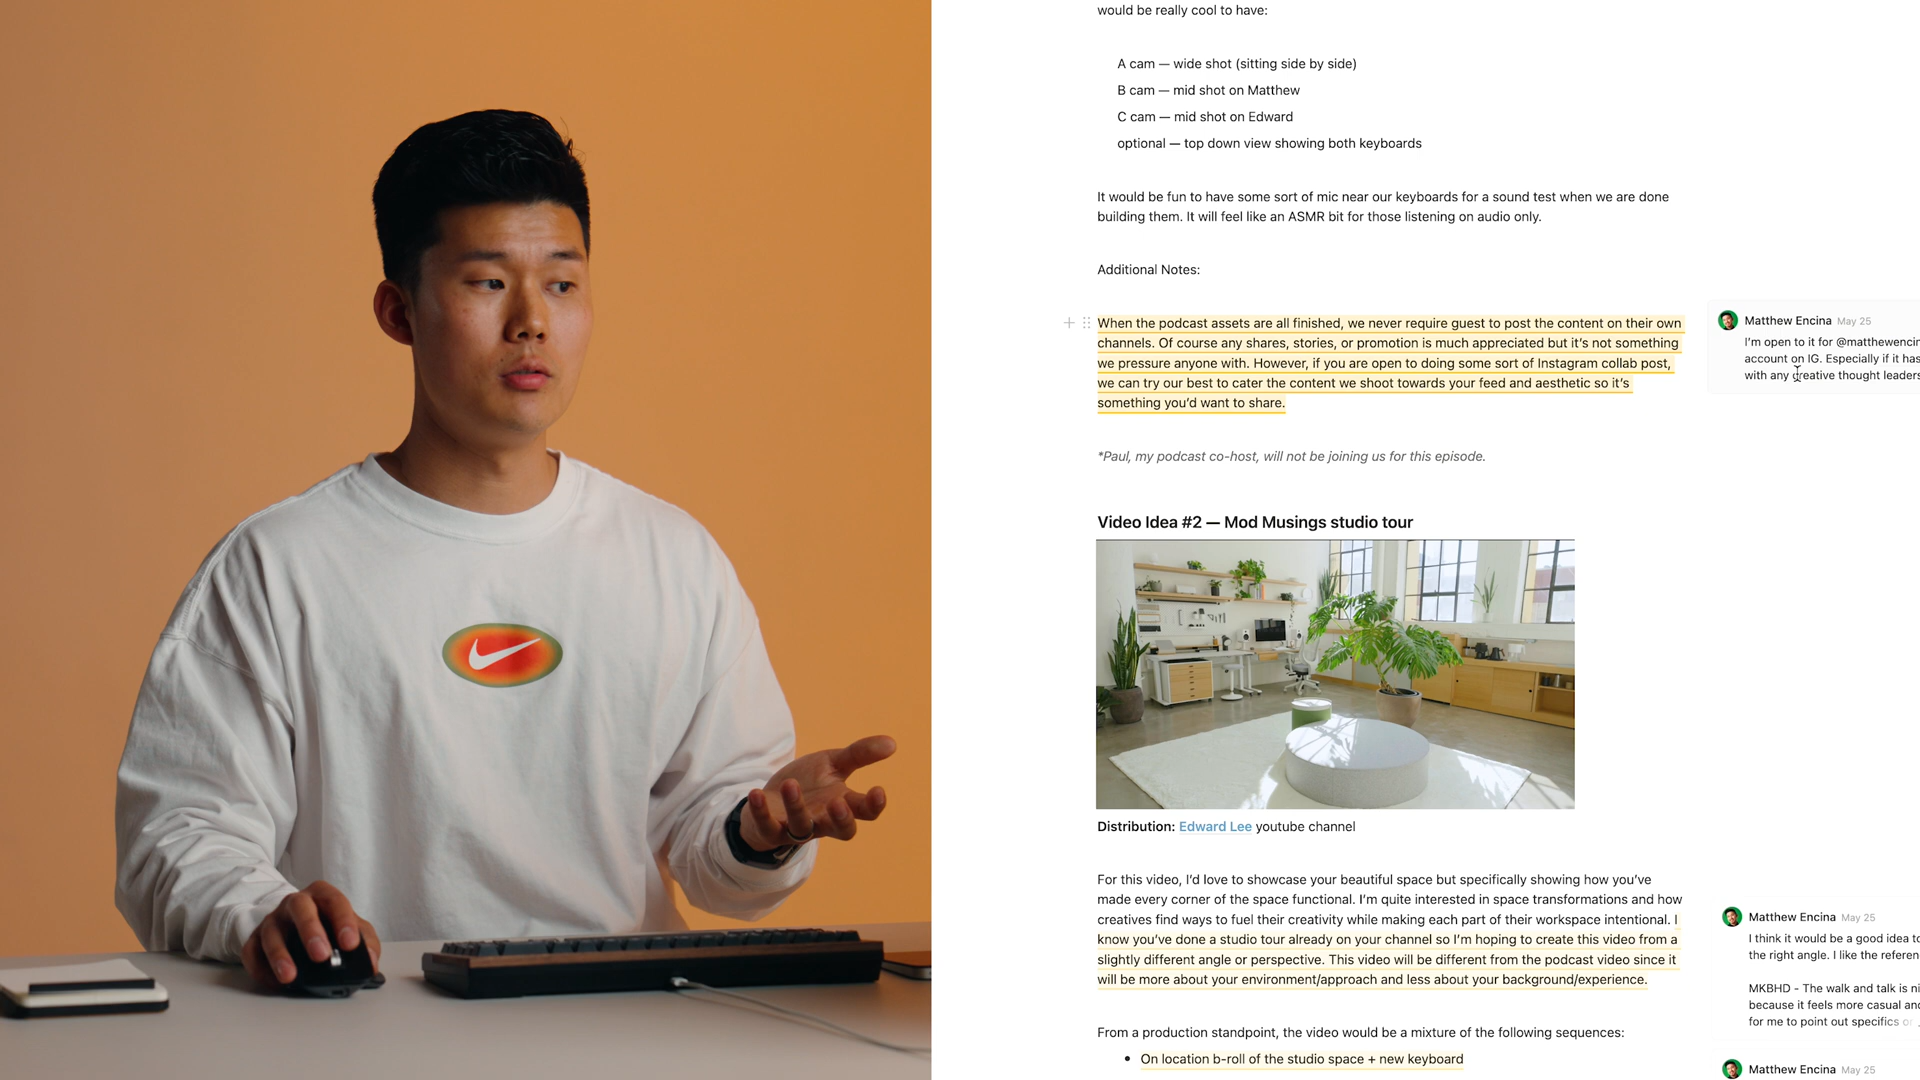 would be really cool to have:
A cam — wide shot (sitting side by side)
B cam — mid shot on Matthew
C cam — mid shot on Edward
optional — top down view showing both keyboards
It would be fun to have some sort of mic near our keyboards for a sound test when we are done
building them. It will feel like an ASMR bit for those listening on audio only.
Additional Notes:
When the podcast assets are all finished, we never require guest to post the content on their own
channels. Of course any shares, stories, or promotion is much appreciated but it's not something
we pressure anyone with. However, if you are open to doing some sort of Instagram collab post,
we can try our best to cater the content we shoot towards your feed and aesthetic so it's
something you'd want to share.
Matthew Encina May 25
I'm open to it for @matthewencin
account on IG. Especially if it has
with any creative thought leaders
*Paul, my podcast co-host, will not be joining us for this episode.
Video Idea #2 — Mod Musings studio tour
Distribution: Edward Lee youtube channel
For this video, I'd love to showcase your beautiful space but specifically showing how you've
made every corner of the space functional. I'm quite interested in space transformations and how
creatives find ways to fuel their creativity while making each part of their workspace intentional. I
know you've done a studio tour already on your channel so I'm hoping to create this video from a
slightly different angle or perspective. This video will be different from the podcast video since it
will be more about your environment/approach and less about your background/experience.
Matthew Encina May 25
I think it would be a good idea to
the right angle. I like the referen
MKBHD - The walk and talk is ni
because it feels more casual and
for me to point out specifics or
From a production standpoint, the video would be a mixture of the following sequences:
• On location b-roll of the studio space + new keyboard
Matthew Encina May 25